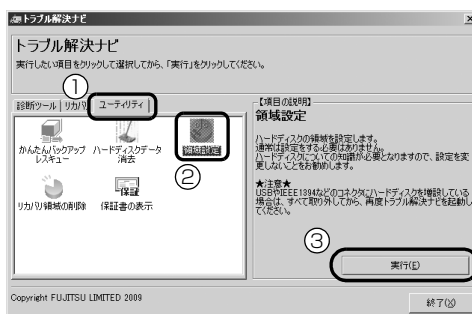 トラブル解決ナビ
トラブル解決ナビ
実行したい項目をクリックして選択してから、「実行」をクリックしてください。
①
診断ツール
リカバリ
ユーティリティ
かんたんバックアップ
レスキュー
ハードディスクデータ
消去
領域設定
②
リカバリ領域の削除
保証
保証書の表示
【項目の説明】
領域設定
ハードディスクの領域を設定します。
通常は設定をする必要はありません。
ハードディスクについての知識が必要となりますので、設定を変
更しないことをお勧めします。
★注意★
USBやIEEE1394などのコネクタにハードディスクを増設している
場合は、すべて取り外してから、再度トラブル解決ナビを起動し
てください。
③
実行(E)
Copyright FUJITSU LIMITED 2009
終了(X)